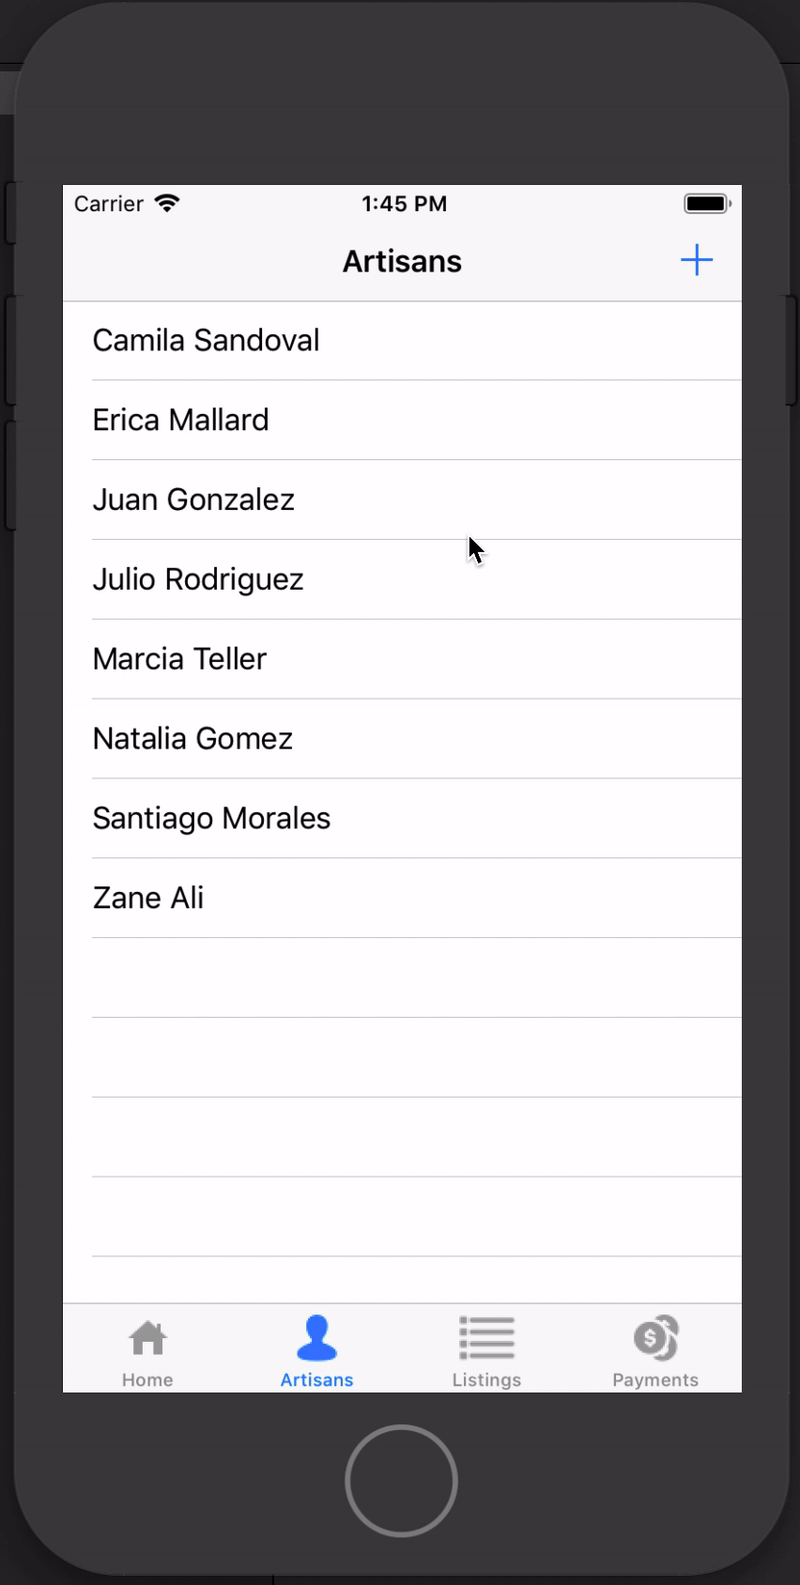 Carrier 1:45 PM
Artisans
Camila Sandoval
Erica Mallard
Juan Gonzalez
Julio Rodriguez
Marcia Teller
Natalia Gomez
Santiago Morales
Zane Ali
Home Artisans Listings Payments